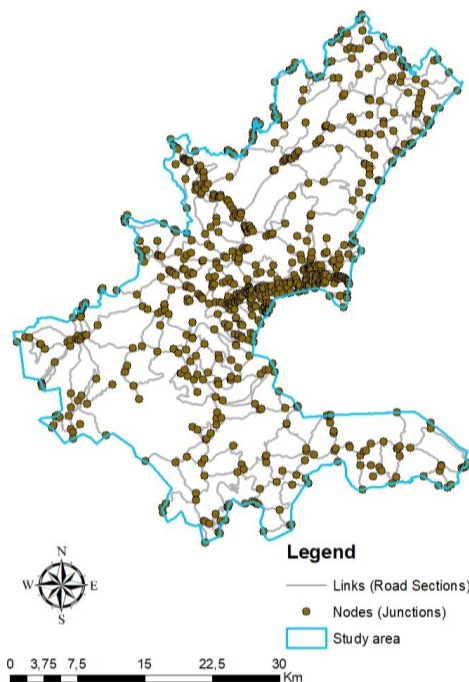 N
W E
S
Legend
Links (Road Sections)
Nodes (Junctions)
Study area
0 3,75 7,5 15 22,5 30
Km